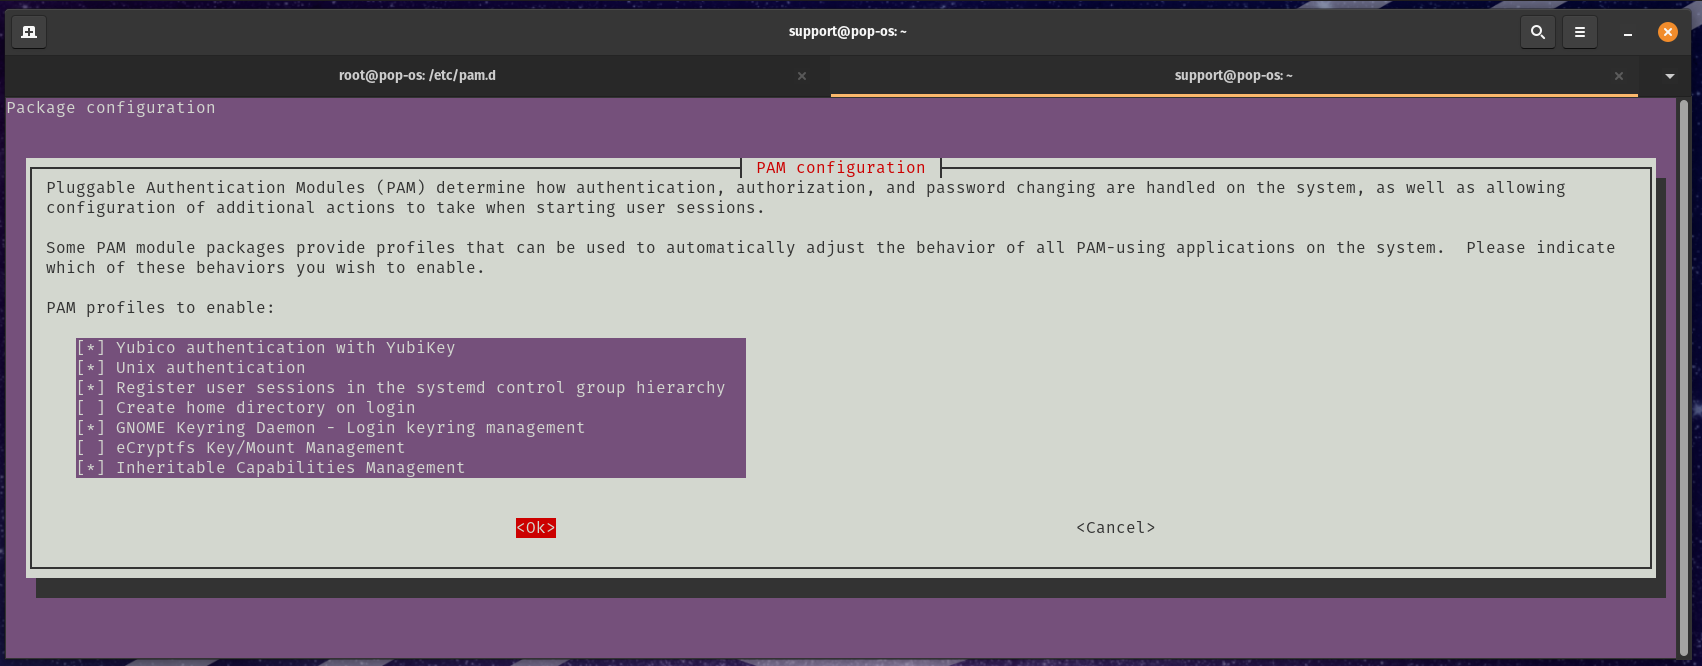 support@pop-os: ~
root@pop-os: /etc/pam.d
support@pop-os: ~
Package configuration
PAM configuration
Pluggable Authentication Modules (PAM) determine how authentication, authorization, and password changing are handled on the system, as well as allowing
configuration of additional actions to take when starting user sessions.
Some PAM module packages provide profiles that can be used to automatically adjust the behavior of all PAM-using applications on the system.  Please indicate
which of these behaviors you wish to enable.
PAM profiles to enable:
[*] Yubico authentication with YubiKey
[*] Unix authentication
[*] Register user sessions in the systemd control group hierarchy
[ ] Create home directory on login
[*] GNOME Keyring Daemon - Login keyring management
[ ] eCryptfs Key/Mount Management
[*] Inheritable Capabilities Management
<Ok> <Cancel>